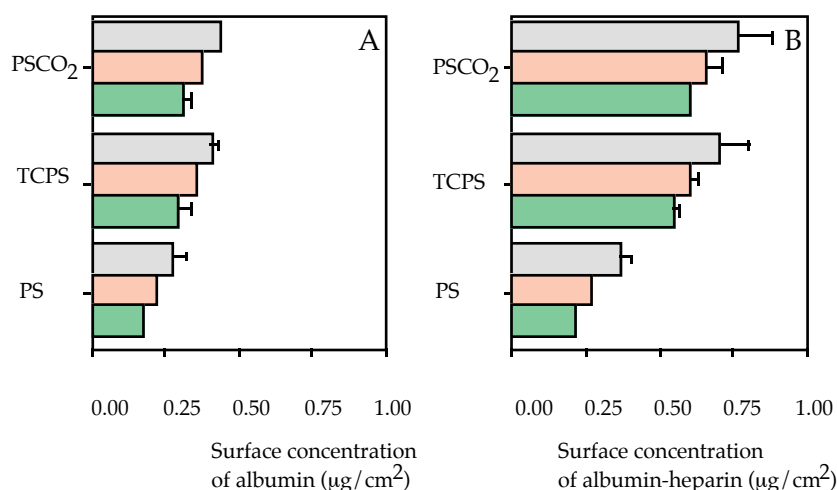 A
PSCO2
TCPS
PS
0.00 0.25 0.50 0.75 1.00
Surface concentration
of albumin (μg/cm2)
B
PSCO2
TCPS
PS
0.00 0.25 0.50 0.75 1.00
Surface concentration
of albumin-heparin (μg/cm2)